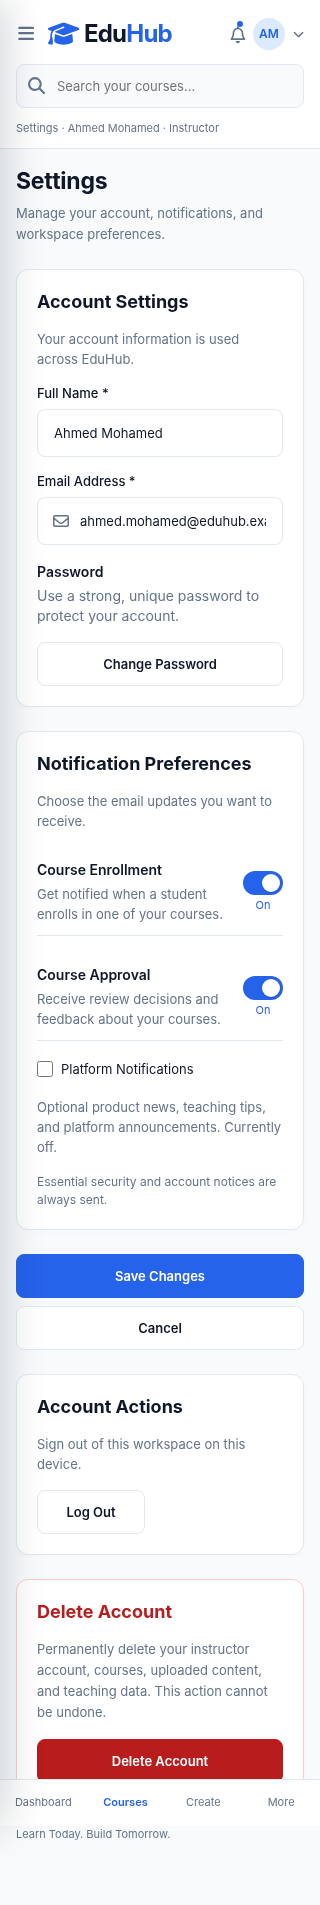 EduHub
AM
Search your courses...
Settings · Ahmed Mohamed · Instructor
Settings
Manage your account, notifications, and
workspace preferences.
Account Settings
Your account information is used
across EduHub.
Full Name *
Ahmed Mohamed
Email Address *
ahmed.mohamed@eduhub.exa
Password
Use a strong, unique password to
protect your account.
Change Password
Notification Preferences
Choose the email updates you want to
receive.
Course Enrollment
Get notified when a student
enrolls in one of your courses.
On
Course Approval
Receive review decisions and
feedback about your courses.
On
Platform Notifications
Optional product news, teaching tips,
and platform announcements. Currently
off.
Essential security and account notices are
always sent.
Save Changes
Cancel
Account Actions
Sign out of this workspace on this
device.
Log Out
Delete Account
Permanently delete your instructor
account, courses, uploaded content,
and teaching data. This action cannot
be undone.
Delete Account
Dashboard Courses Create More
Learn Today. Build Tomorrow.